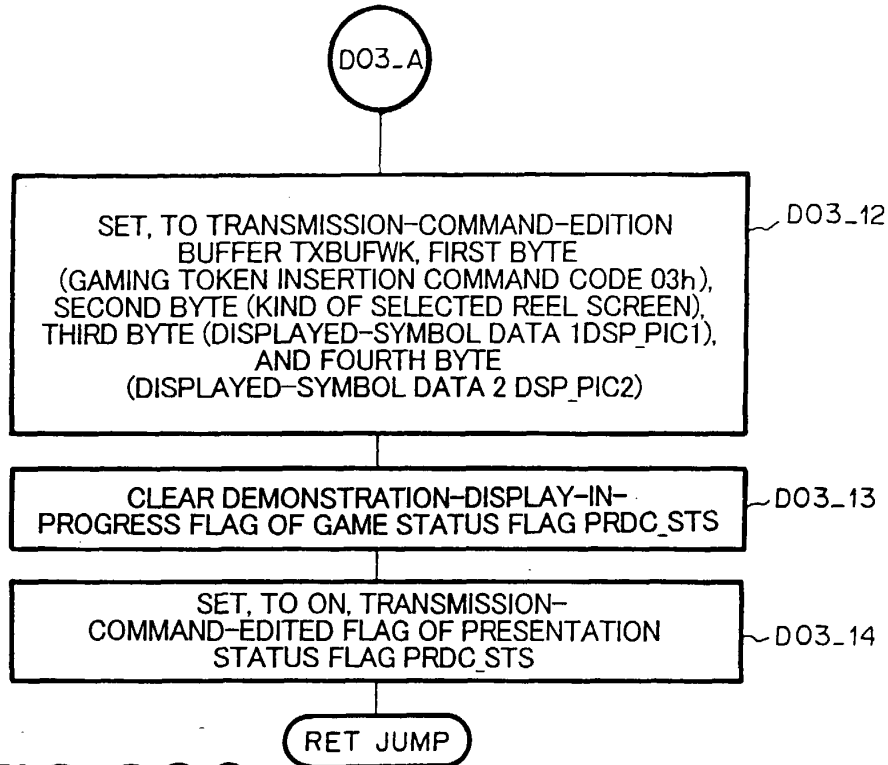 D03_A
SET, TO TRANSMISSION-COMMAND-EDITION
BUFFER TXBUFWK, FIRST BYTE
(GAMING TOKEN INSERTION COMMAND CODE 03h),
SECOND BYTE (KIND OF SELECTED REEL SCREEN),
THIRD BYTE (DISPLAYED-SYMBOL DATA 1DSP_PIC1),
AND FOURTH BYTE
(DISPLAYED-SYMBOL DATA 2 DSP_PIC2)
D03_12
CLEAR DEMONSTRATION-DISPLAY-IN-
PROGRESS FLAG OF GAME STATUS FLAG PRDC_STS
D03_13
SET, TO ON, TRANSMISSION-
COMMAND-EDITED FLAG OF PRESENTATION
STATUS FLAG PRDC_STS
D03_14
RET JUMP